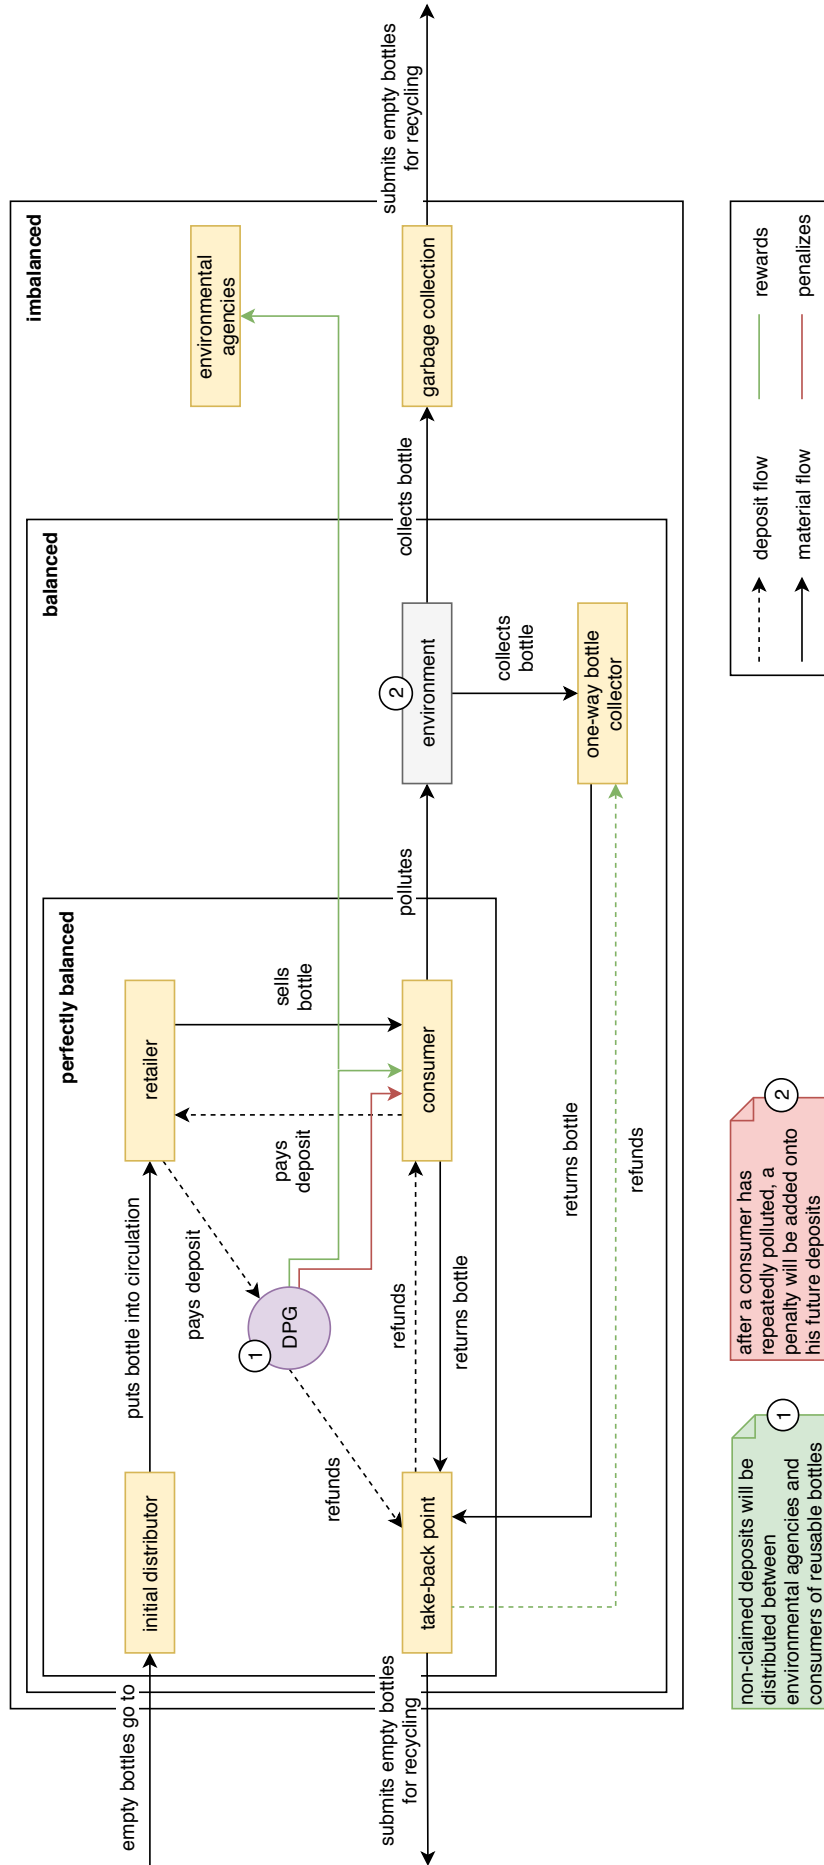 imbalanced
balanced
perfectly balanced
empty bottles go to
initial distributor
puts bottle into circulation
retailer
environmental
agencies
pays deposit
sells
bottle
1
DPG
pays
deposit
refunds
submits empty bottles
for recycling
take-back point
refunds
returns bottle
consumer
pollutes
2
environment
collects bottle
garbage collection
submits empty bottles
for recycling
collects
bottle
one-way bottle
collector
returns bottle
refunds
non-claimed deposits will be
distributed between
environmental agencies and
consumers of reusable bottles
1
after a consumer has
repeatedly polluted, a
penalty will be added onto
his future deposits
2
deposit flow
rewards
material flow
penalizes